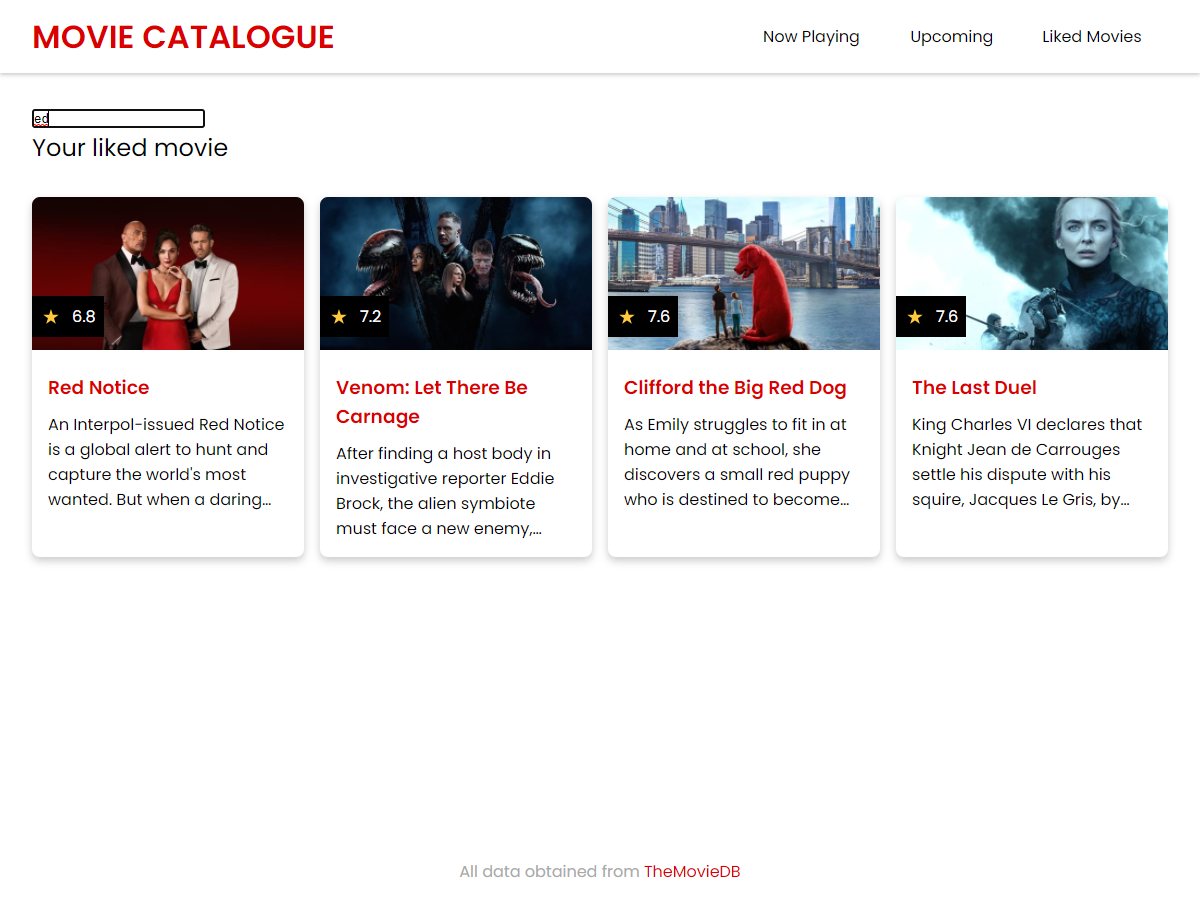 MOVIE CATALOGUE
Now Playing
Upcoming
Liked Movies
ed
Your liked movie
★ 6.8
Red Notice
An Interpol-issued Red Notice
is a global alert to hunt and
capture the world's most
wanted. But when a daring…
★ 7.2
Venom: Let There Be
Carnage
After finding a host body in
investigative reporter Eddie
Brock, the alien symbiote
must face a new enemy,…
★ 7.6
Clifford the Big Red Dog
As Emily struggles to fit in at
home and at school, she
discovers a small red puppy
who is destined to become…
★ 7.6
The Last Duel
King Charles VI declares that
Knight Jean de Carrouges
settle his dispute with his
squire, Jacques Le Gris, by…
All data obtained from TheMovieDB